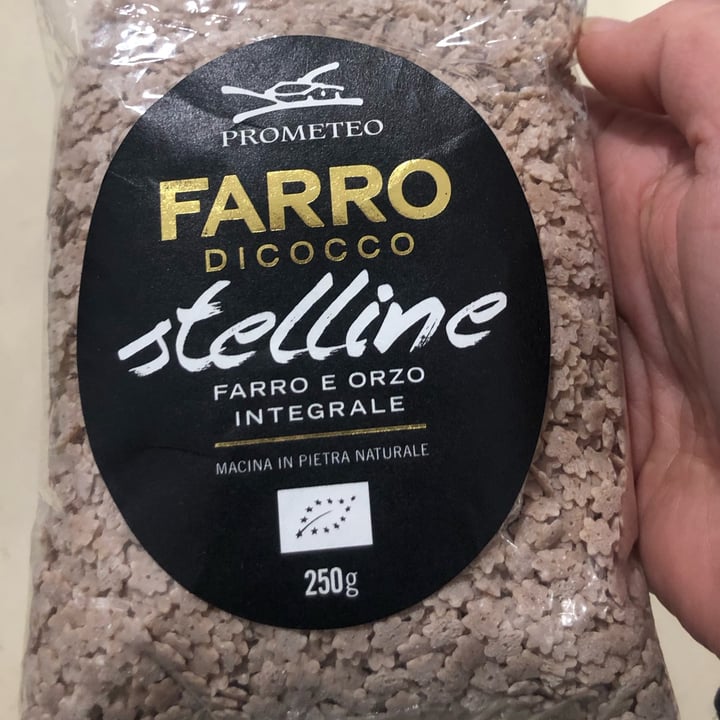 PROMETEO
FARRO
DICOCCO
stelline
FARRO E ORZO
INTEGRALE
MACINA IN PIETRA NATURALE
250g